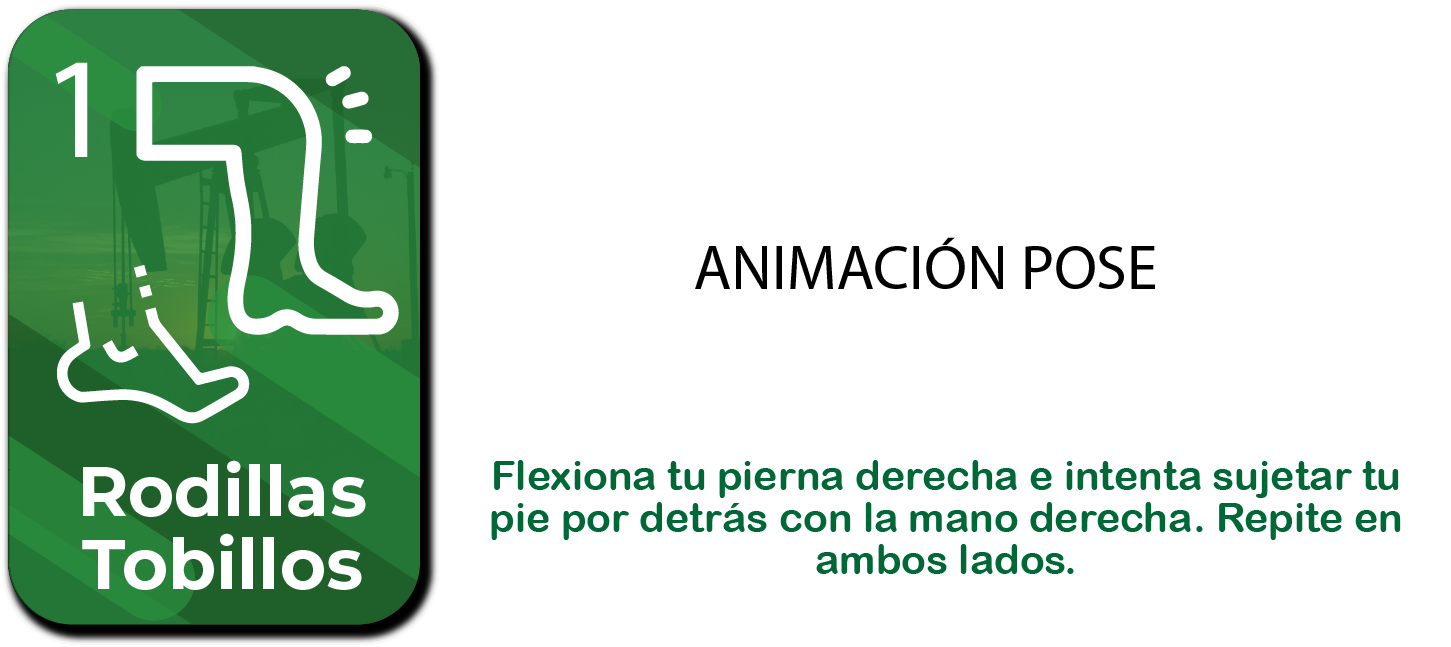 1
Rodillas
Tobillos
ANIMACIÓN POSE
Flexiona tu pierna derecha e intenta sujetar tu
pie por detrás con la mano derecha. Repite en
ambos lados.